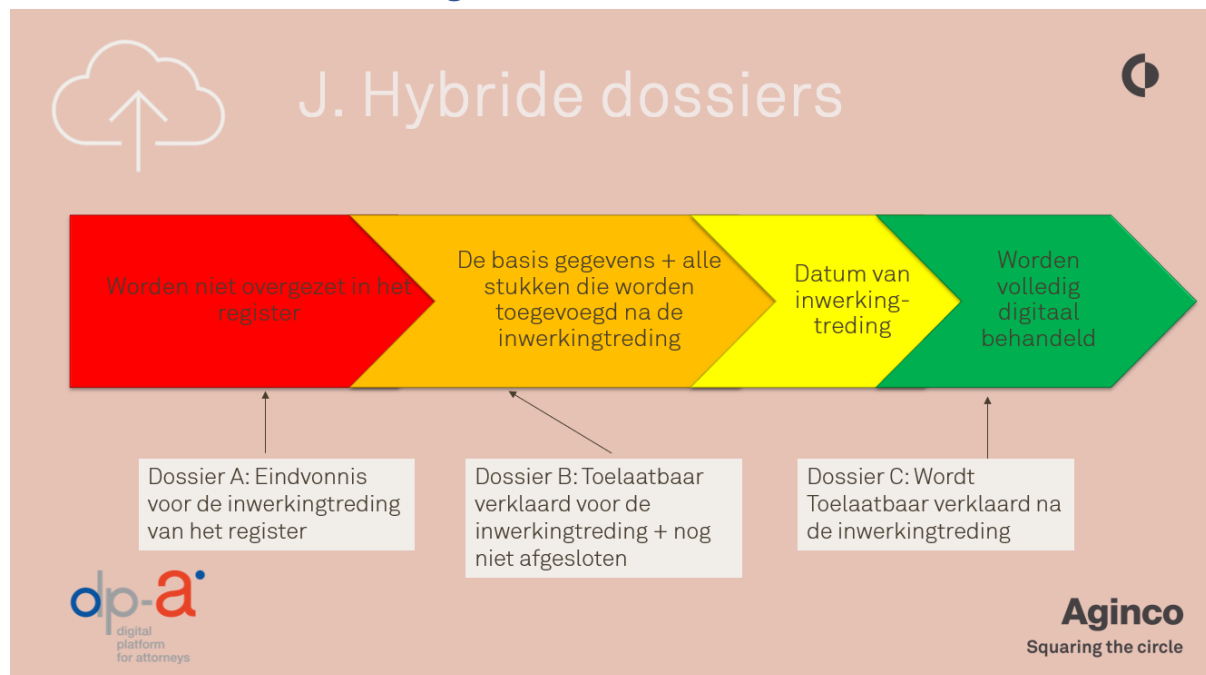 J. Hybride dossiers
Worden niet overgezet in het
register
De basis gegevens + alle
stukken die worden
toegevoegd na de
inwerkingtreding
Datum van
inwerking-
treding
Worden
volledig
digitaal
behandeld
Dossier A: Eindvonnis
voor de inwerkingtreding
van het register
Dossier B: Toelaatbaar
verklaard voor de
inwerkingtreding + nog
niet afgesloten
Dossier C: Wordt
Toelaatbaar verklaard na
de inwerkingtreding
dp-a
digital
platform
for attorneys
Aginco
Squaring the circle